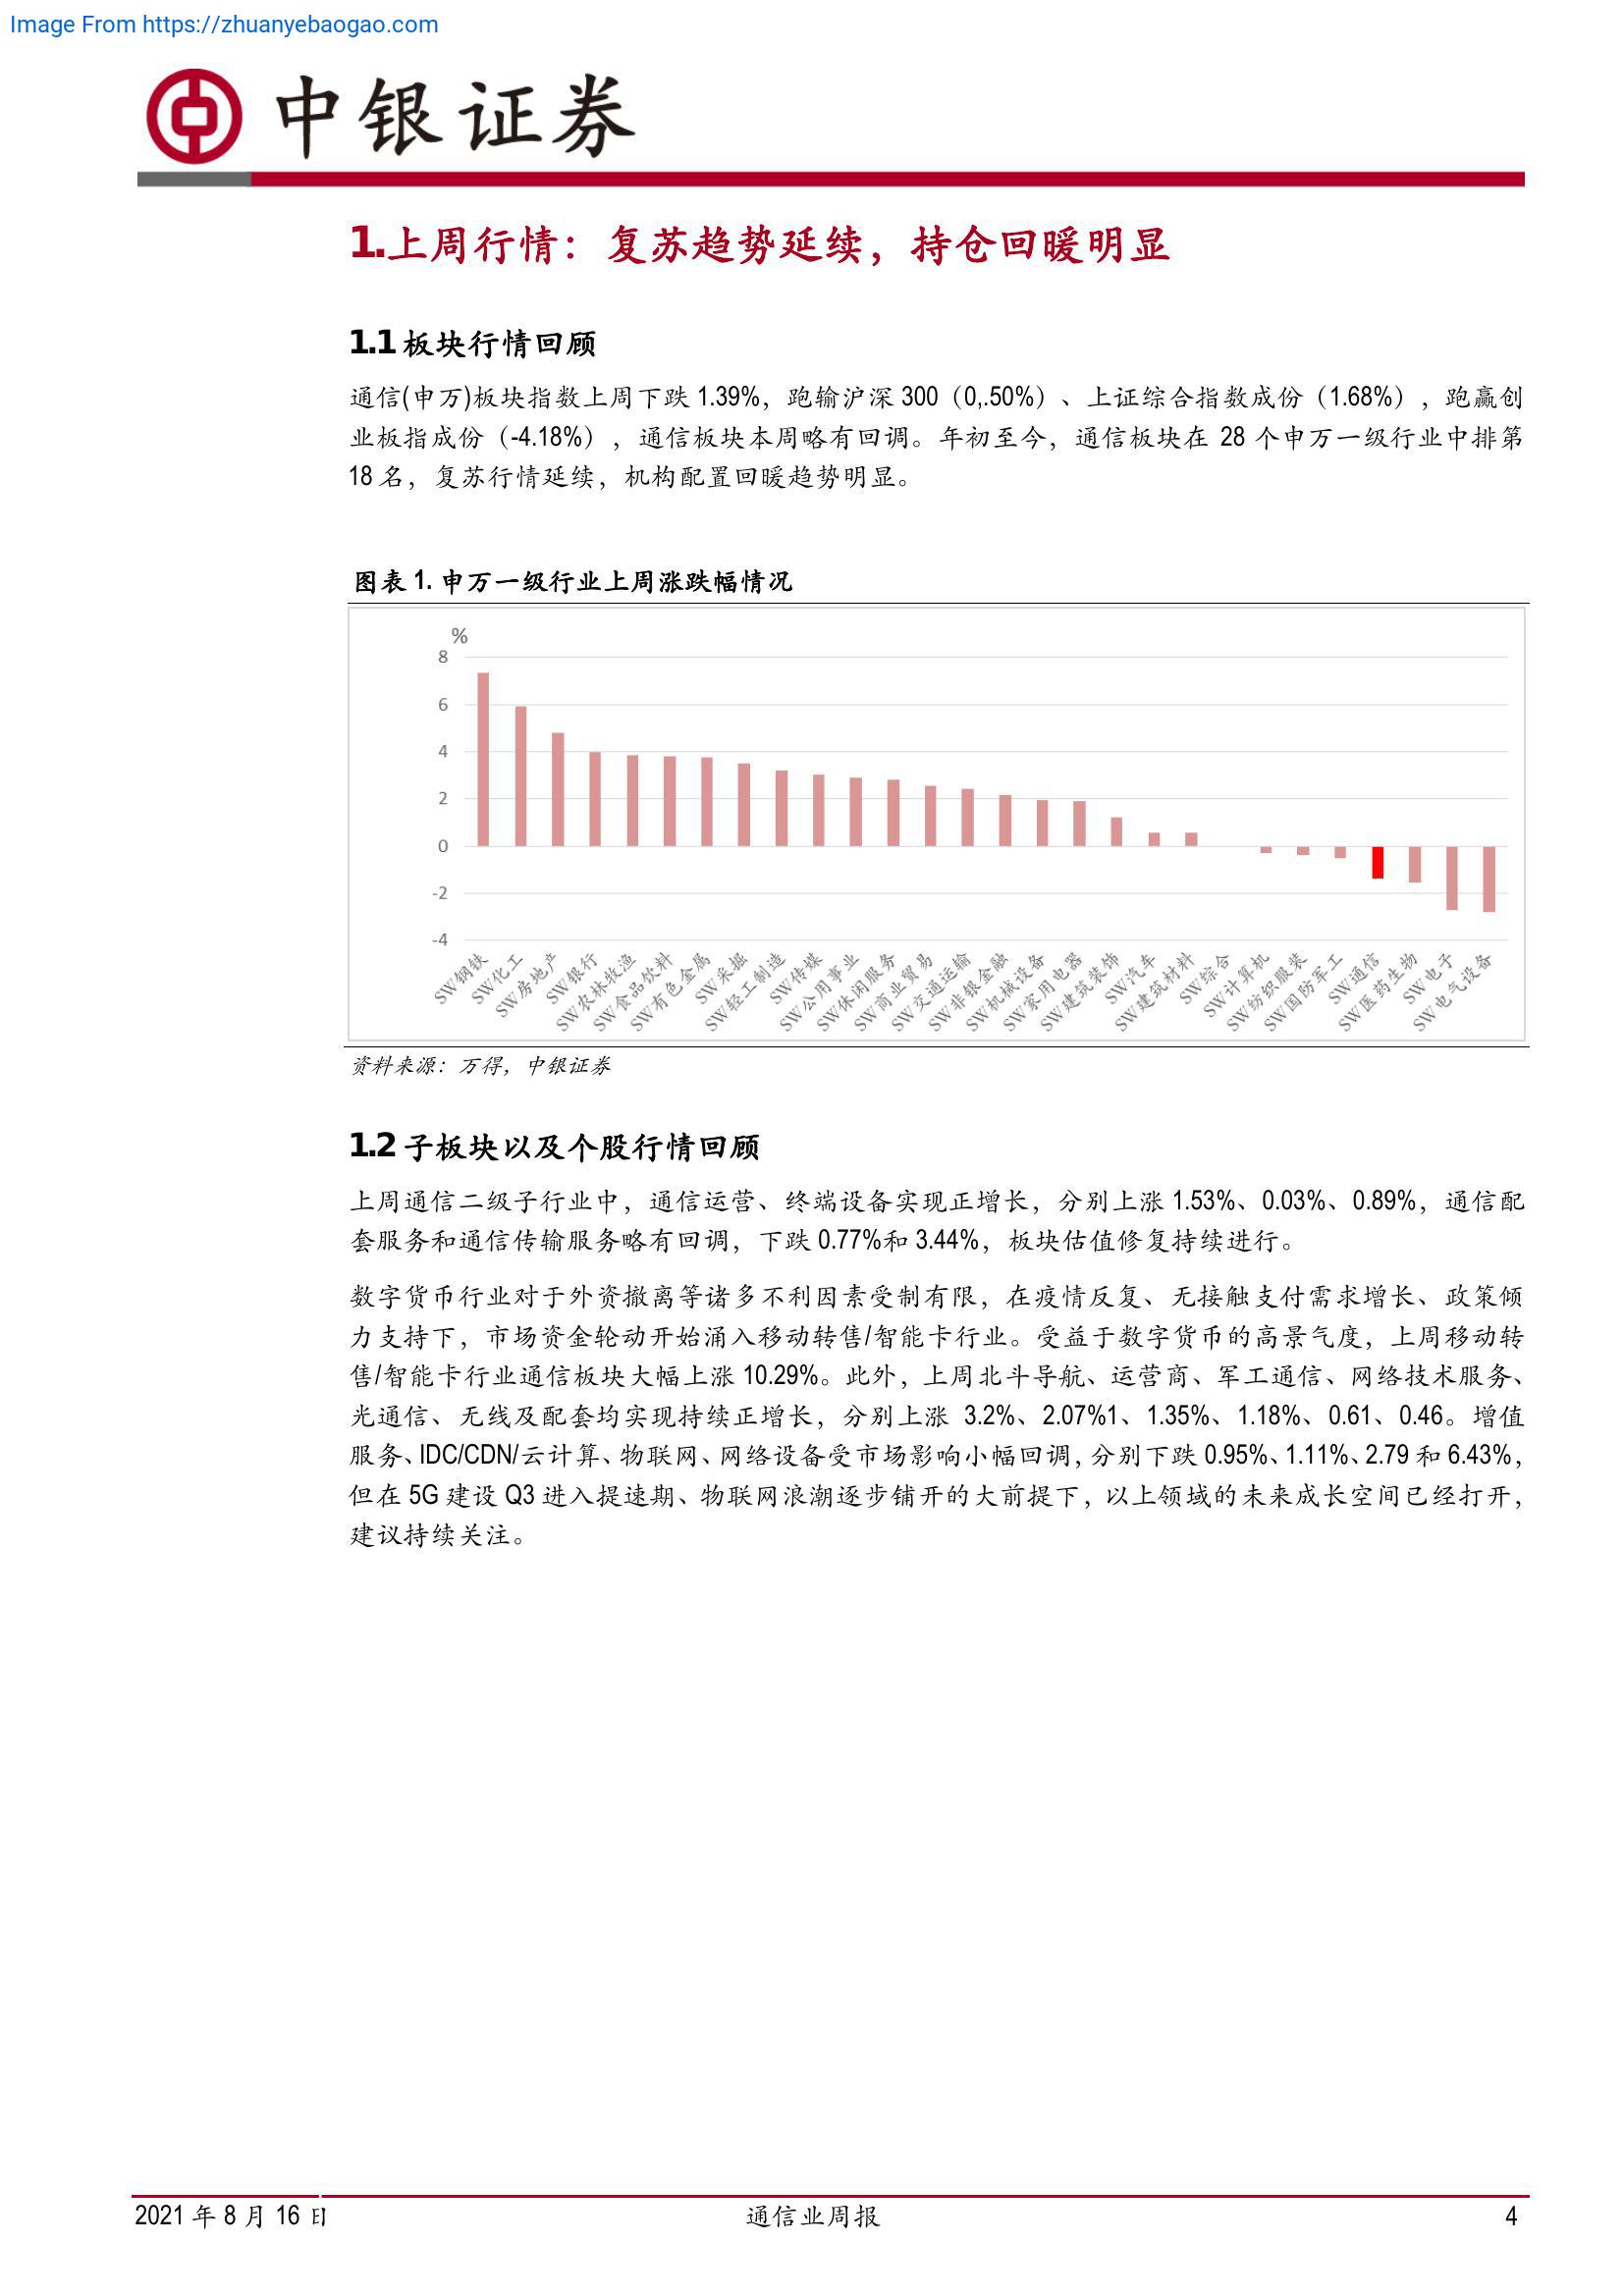 Image From https://zhuanyebaogao.com
中银证券
1.上周行情：复苏趋势延续，持仓回暖明显
1.1 板块行情回顾
通信(申万)板块指数上周下跌 1.39%，跑输沪深 300（0,.50%）、上证综合指数成份（1.68%），跑赢创
业板指成份（-4.18%），通信板块本周略有回调。年初至今，通信板块在 28 个申万一级行业中排第
18 名，复苏行情延续，机构配置回暖趋势明显。
图表 1. 申万一级行业上周涨跌幅情况
%
8
6
4
2
0
-2
-4
SW钢铁
SW化工
SW房地产
SW银行
SW农林牧渔
SW食品饮料
SW有色金属
SW采掘
SW轻工制造
SW传媒
SW公用事业
SW休闲服务
SW商业贸易
SW交通运输
SW非银金融
SW机械设备
SW家用电器
SW建筑装饰
SW汽车
SW建筑材料
SW综合
SW计算机
SW纺织服装
SW国防军工
SW通信
SW医药生物
SW电子
SW电气设备
资料来源：万得，中银证券
1.2 子板块以及个股行情回顾
上周通信二级子行业中，通信运营、终端设备实现正增长，分别上涨 1.53%、0.03%、0.89%，通信配
套服务和通信传输服务略有回调，下跌 0.77%和 3.44%，板块估值修复持续进行。
数字货币行业对于外资撤离等诸多不利因素受制有限，在疫情反复、无接触支付需求增长、政策倾
力支持下，市场资金轮动开始涌入移动转售/智能卡行业。受益于数字货币的高景气度，上周移动转
售/智能卡行业通信板块大幅上涨 10.29%。此外，上周北斗导航、运营商、军工通信、网络技术服务、
光通信、无线及配套均实现持续正增长，分别上涨 3.2%、2.07%1、1.35%、1.18%、0.61、0.46。增值
服务、IDC/CDN/云计算、物联网、网络设备受市场影响小幅回调，分别下跌 0.95%、1.11%、2.79 和 6.43%，
但在 5G 建设 Q3 进入提速期、物联网浪潮逐步铺开的大前提下，以上领域的未来成长空间已经打开，
建议持续关注。
2021 年 8 月 16 日
通信业周报
4